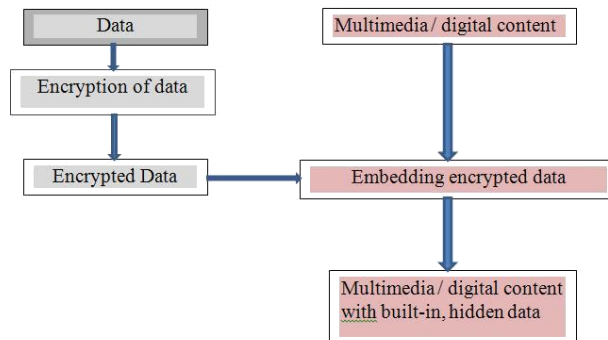 Data
Multimedia / digital content
Encryption of data
Encrypted Data
Embedding encrypted data
Multimedia / digital content
with built-in, hidden data